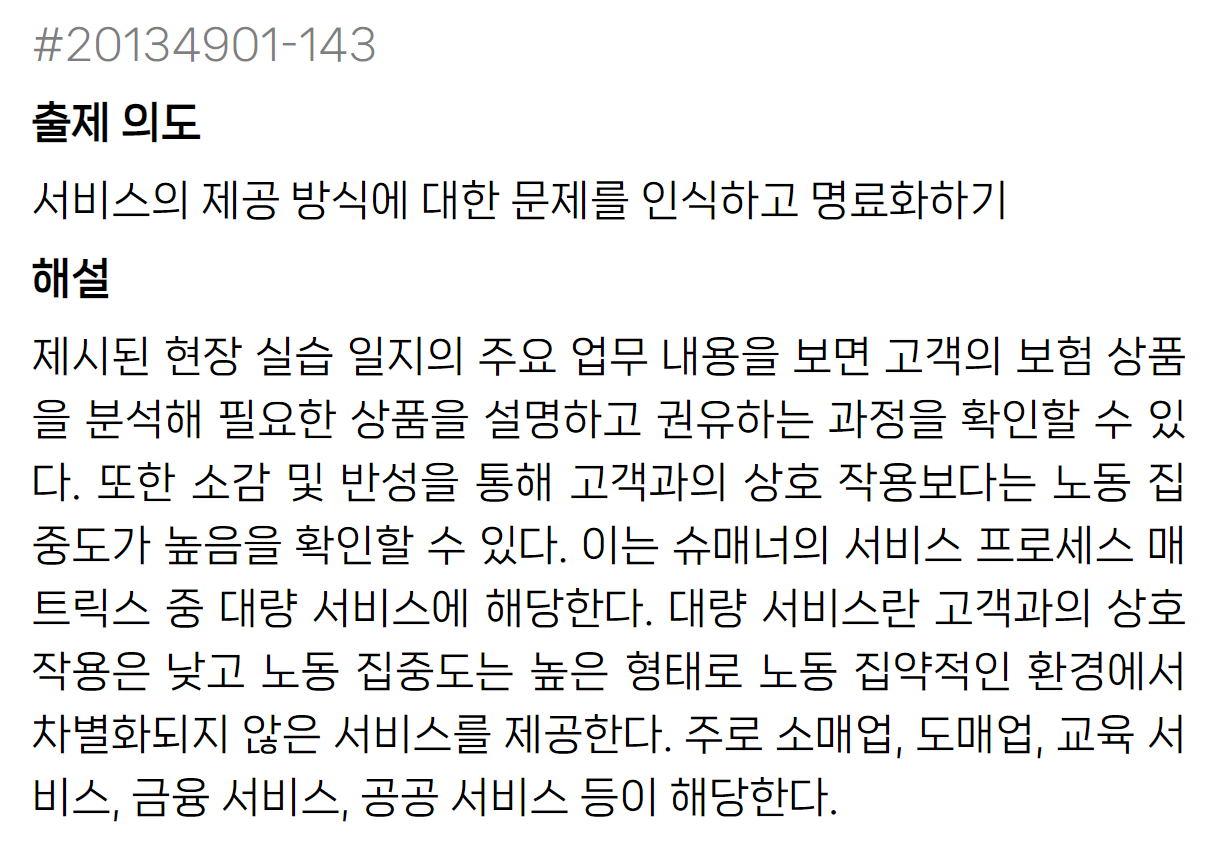 #20134901-143
출제 의도
서비스의 제공 방식에 대한 문제를 인식하고 명료화하기
해설
제시된 현장 실습 일지의 주요 업무 내용을 보면 고객의 보험 상품
을 분석해 필요한 상품을 설명하고 권유하는 과정을 확인할 수 있
다. 또한 소감 및 반성을 통해 고객과의 상호 작용보다는 노동 집
중도가 높음을 확인할 수 있다. 이는 슈매너의 서비스 프로세스 매
트릭스 중 대량 서비스에 해당한다. 대량 서비스란 고객과의 상호
작용은 낮고 노동 집중도는 높은 형태로 노동 집약적인 환경에서
차별화되지 않은 서비스를 제공한다. 주로 소매업, 도매업, 교육 서
비스, 금융 서비스, 공공 서비스 등이 해당한다.